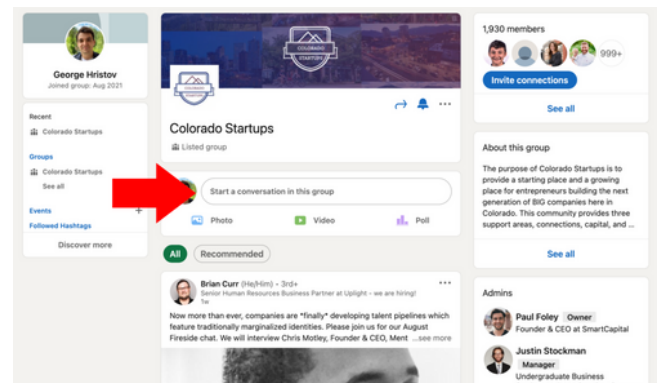 George Hristov
Joined group: Aug 2021
Recent
Colorado Startups
Groups
Colorado Startups
See all
Events
+
Followed Hashtags
Discover more
COLORADO
STARTUPS
Colorado Startups
Listed group
Start a conversation in this group
Photo
Video
Poll
All
Recommended
Brian Curr (He/Him) • 3rd+
Senior Human Resources Business Partner at Uplight - we are hiring!
1w
Now more than ever, companies are *finally* developing talent pipelines which
feature traditionally marginalized identities. Please join us for our August
Fireside chat. We will interview Chris Motley, Founder & CEO, Ment ...see more
1,930 members
999+
Invite connections
See all
About this group
The purpose of Colorado Startups is to
provide a starting place and a growing
place for entrepreneurs building the next
generation of BIG companies here in
Colorado. This community provides three
support areas, connections, capital, and ...
See all
Admins
Paul Foley Owner
Founder & CEO at SmartCapital
Justin Stockman
Manager
Undergraduate Business